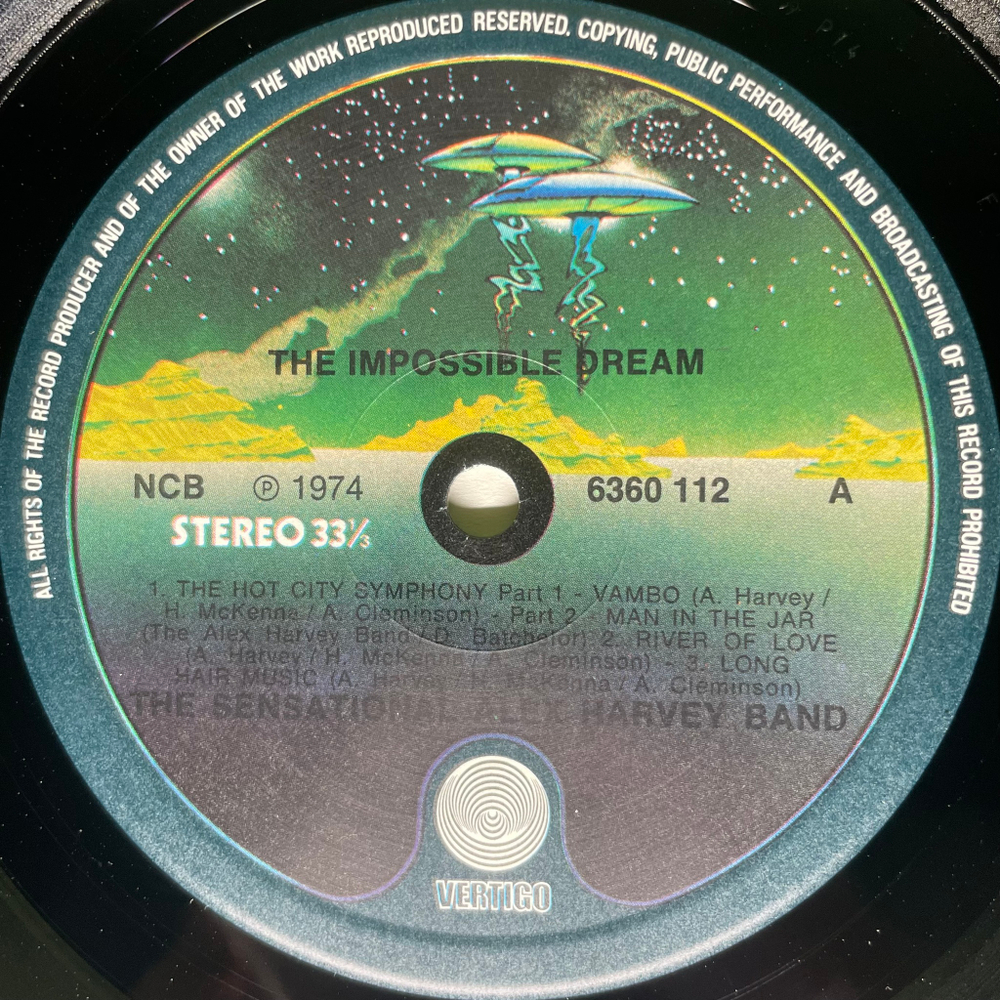 ALL RIGHTS OF THE RECORD PRODUCER AND OF THE OWNER OF THE WORK REPRODUCED RESERVED. COPYING, PUBLIC PERFORMANCE AND BROADCASTING OF THIS RECORD PROHIBITED
THE IMPOSSIBLE DREAM
NCB ℗ 1974 6360 112 A
STEREO 33⅓
1. THE HOT CITY SYMPHONY Part 1 - VAMBO (A. Harvey /
H. McKenna / A. Cleminson) - Part 2 - MAN IN THE JAR
(The Alex Harvey Band / D. Batchelor) 2. RIVER OF LOVE
(A. Harvey / H. McKenna / A. Cleminson) - 3. LONG
HAIR MUSIC (A. Harvey - H. McKenna / A. Cleminson)
THE SENSATIONAL ALEX HARVEY BAND
VERTIGO